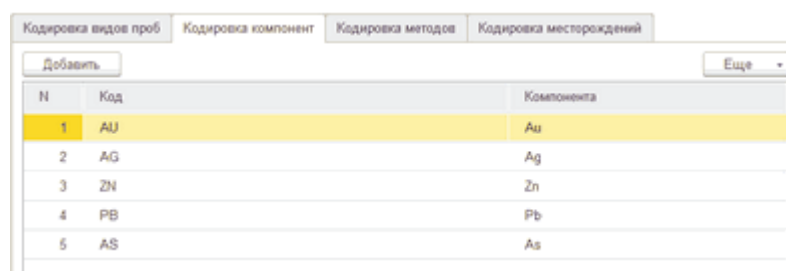 Кодировка видов проб Кодировка компонент Кодировка методов Кодировка месторождений
Добавить Еще
N Код Компонента
1 AU Au
2 AG Ag
3 ZN Zn
4 PB Pb
5 AS As